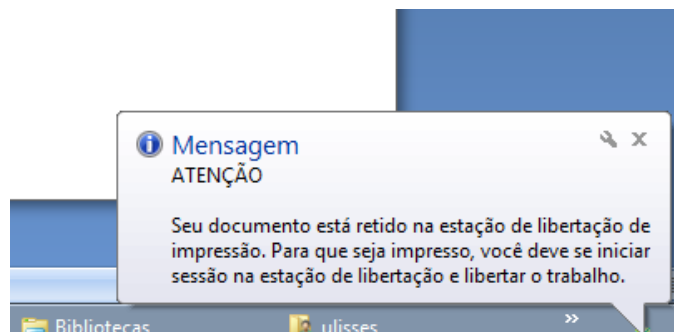 Mensagem
ATENÇÃO
Seu documento está retido na estação de libertação de
impressão. Para que seja impresso, você deve se iniciar
sessão na estação de libertação e libertar o trabalho.
Bibliotecas
ulisses